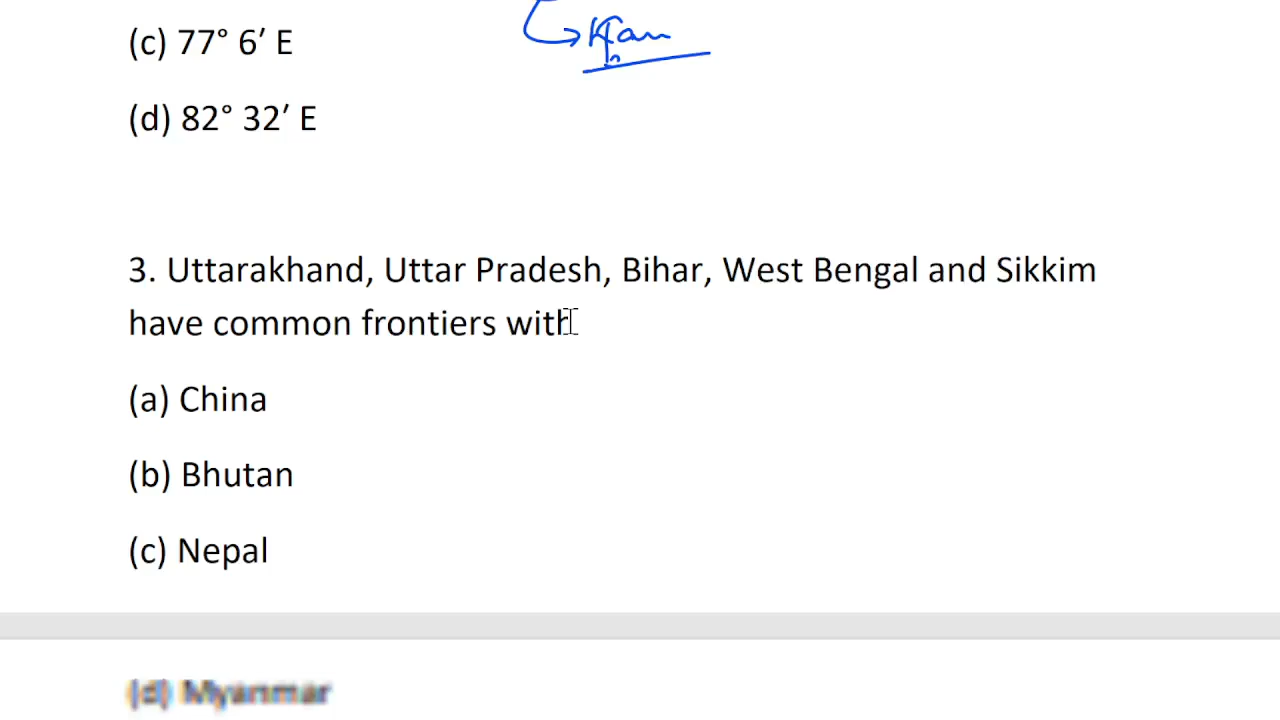 (c) 77° 6′ E
(d) 82° 32′ E
3. Uttarakhand, Uttar Pradesh, Bihar, West Bengal and Sikkim
have common frontiers with
(a) China
(b) Bhutan
(c) Nepal
(d) Myanmar